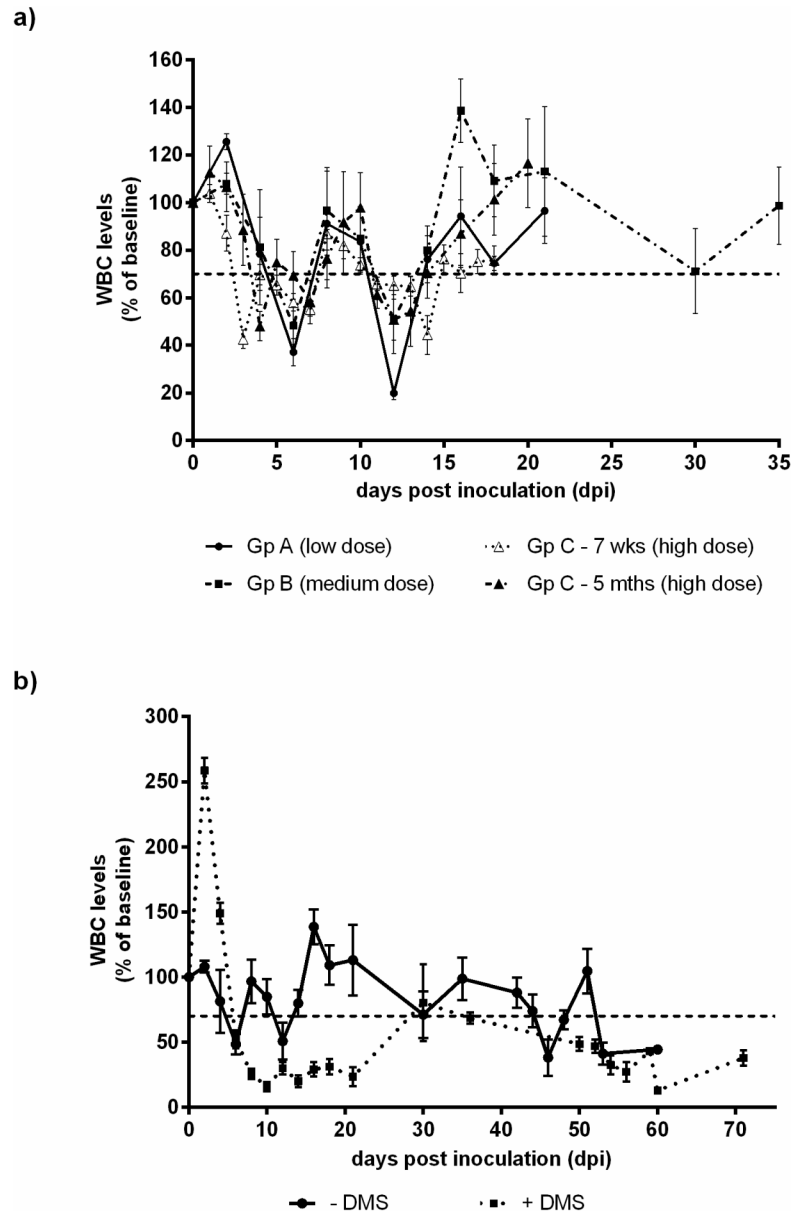 a)
160
140
120
100
80
60
40
20
0
WBC levels
(% of baseline)
0 5 10 15 20 25 30 35
days post inoculation (dpi)
Gp A (low dose) Gp C - 7 wks (high dose)
Gp B (medium dose) Gp C - 5 mths (high dose)
b)
300
250
200
150
100
50
0
WBC levels
(% of baseline)
0 10 20 30 40 50 60 70
days post inoculation (dpi)
- DMS + DMS